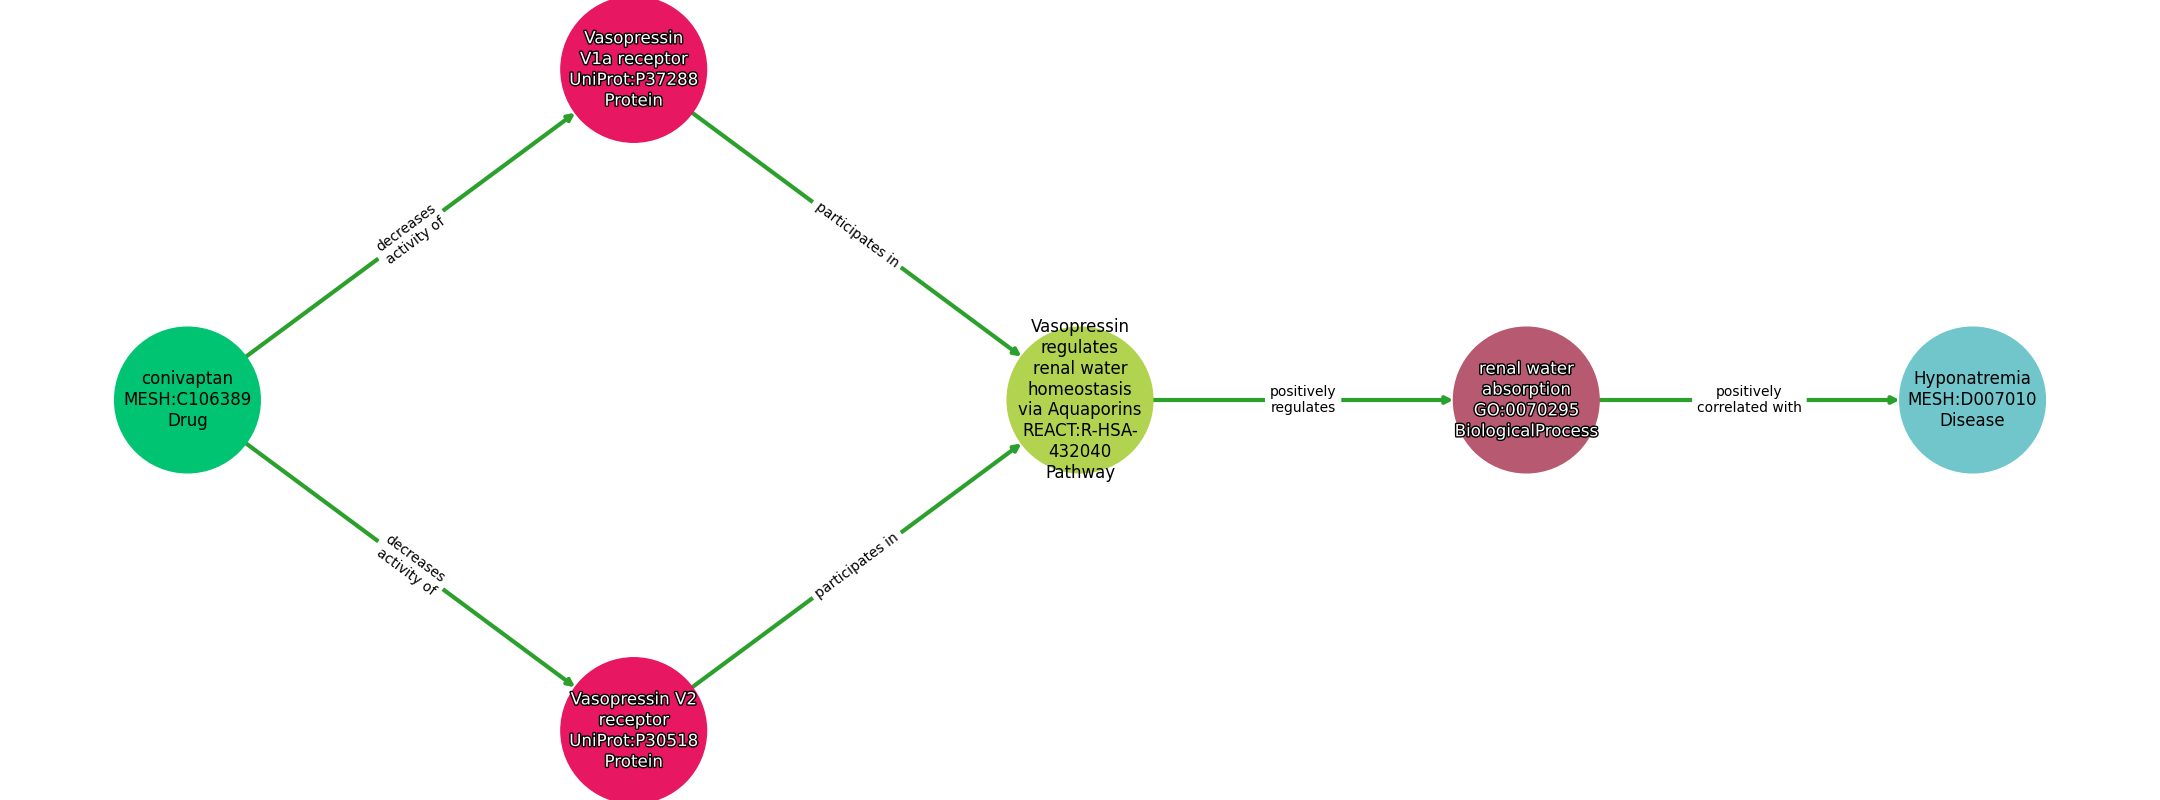 Vasopressin
V1a receptor
UniProt:P37288
Protein
decreases
activity of
participates in
conivaptan
MESH:C106389
Drug
Vasopressin
regulates
renal water
homeostasis
via Aquaporins
REACT:R-HSA-
432040
Pathway
positively
regulates
renal water
absorption
GO:0070295
BiologicalProcess
positively
correlated with
Hyponatremia
MESH:D007010
Disease
decreases
activity of
participates in
Vasopressin V2
receptor
UniProt:P30518
Protein